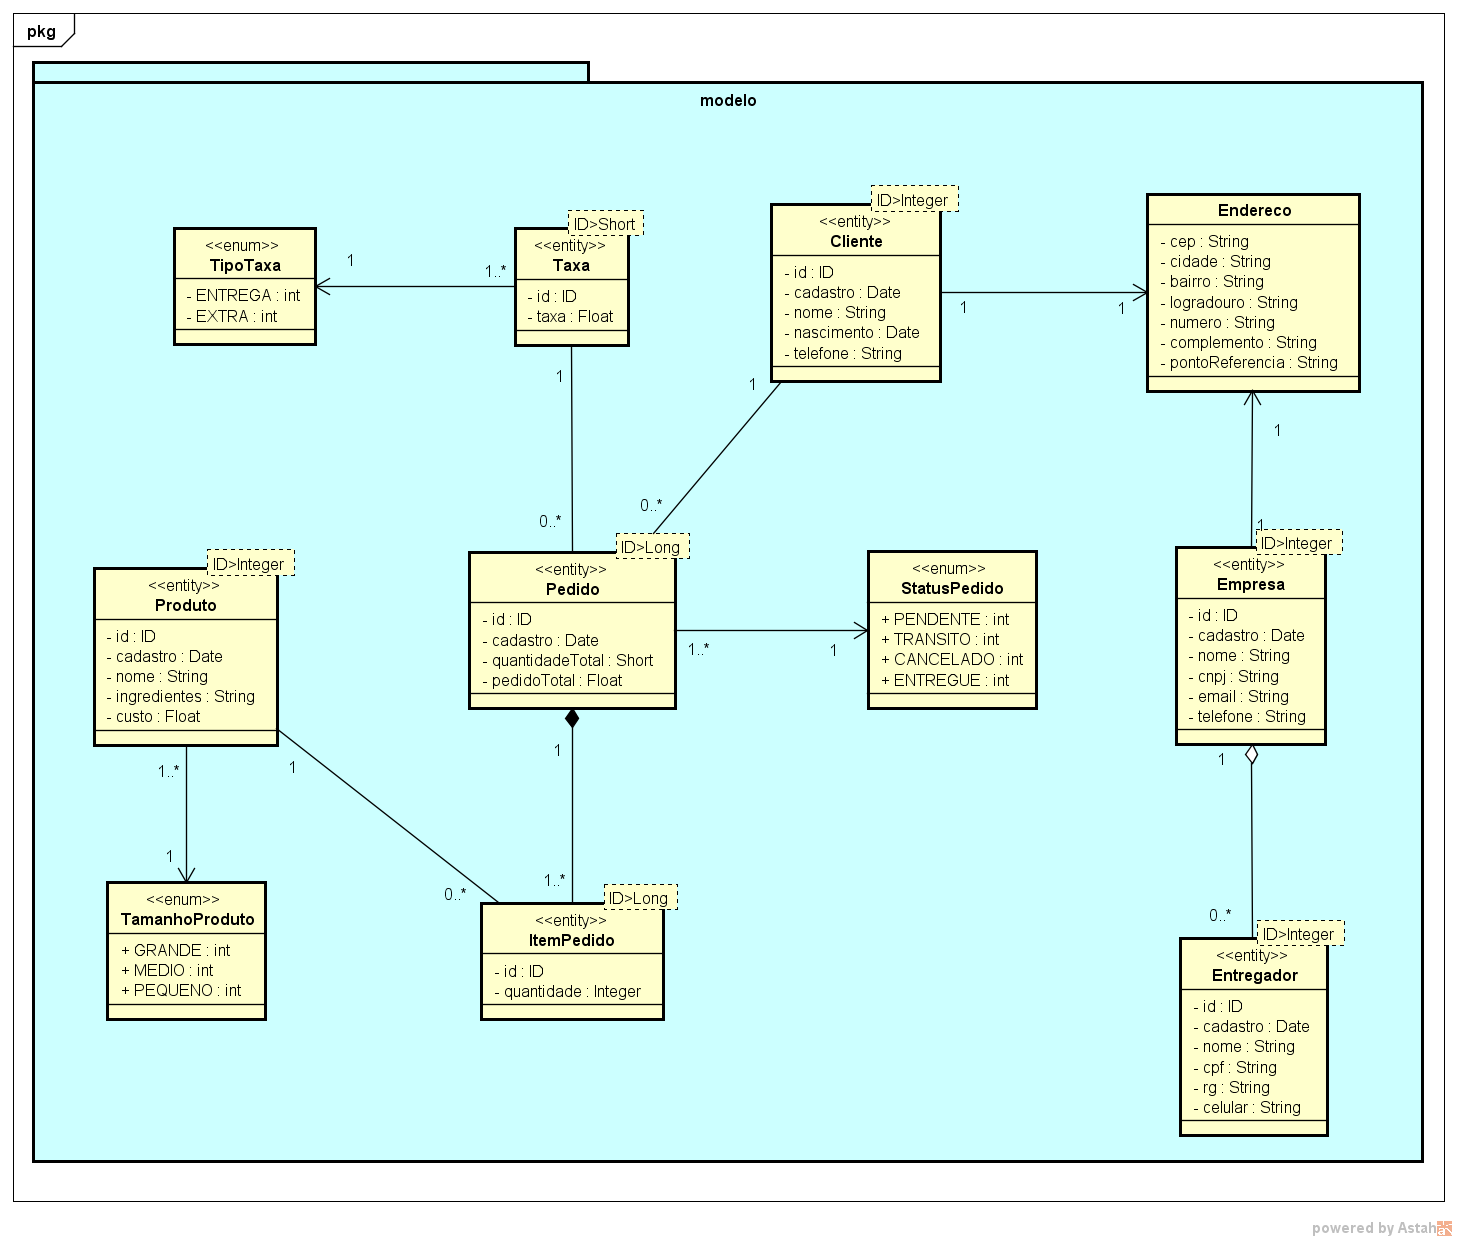 pkg
modelo
<<enum>>
TipoTaxa
- ENTREGA : int
- EXTRA : int
1
1..*
ID>Short
<<entity>>
Taxa
- id : ID
- taxa : Float
1
0..*
ID>Integer
<<entity>>
Cliente
- id : ID
- cadastro : Date
- nome : String
- nascimento : Date
- telefone : String
1
1
1
0..*
Endereco
- cep : String
- cidade : String
- bairro : String
- logradouro : String
- numero : String
- complemento : String
- pontoReferencia : String
1
1
ID>Integer
<<entity>>
Produto
- id : ID
- cadastro : Date
- nome : String
- ingredientes : String
- custo : Float
1..*
1
1
0..*
ID>Long
<<entity>>
Pedido
- id : ID
- cadastro : Date
- quantidadeTotal : Short
- pedidoTotal : Float
1..*
1
1
1..*
<<enum>>
StatusPedido
+ PENDENTE : int
+ TRANSITO : int
+ CANCELADO : int
+ ENTREGUE : int
ID>Integer
<<entity>>
Empresa
- id : ID
- cadastro : Date
- nome : String
- cnpj : String
- email : String
- telefone : String
1
0..*
<<enum>>
TamanhoProduto
+ GRANDE : int
+ MEDIO : int
+ PEQUENO : int
ID>Long
<<entity>>
ItemPedido
- id : ID
- quantidade : Integer
ID>Integer
<<entity>>
Entregador
- id : ID
- cadastro : Date
- nome : String
- cpf : String
- rg : String
- celular : String
powered by Astah